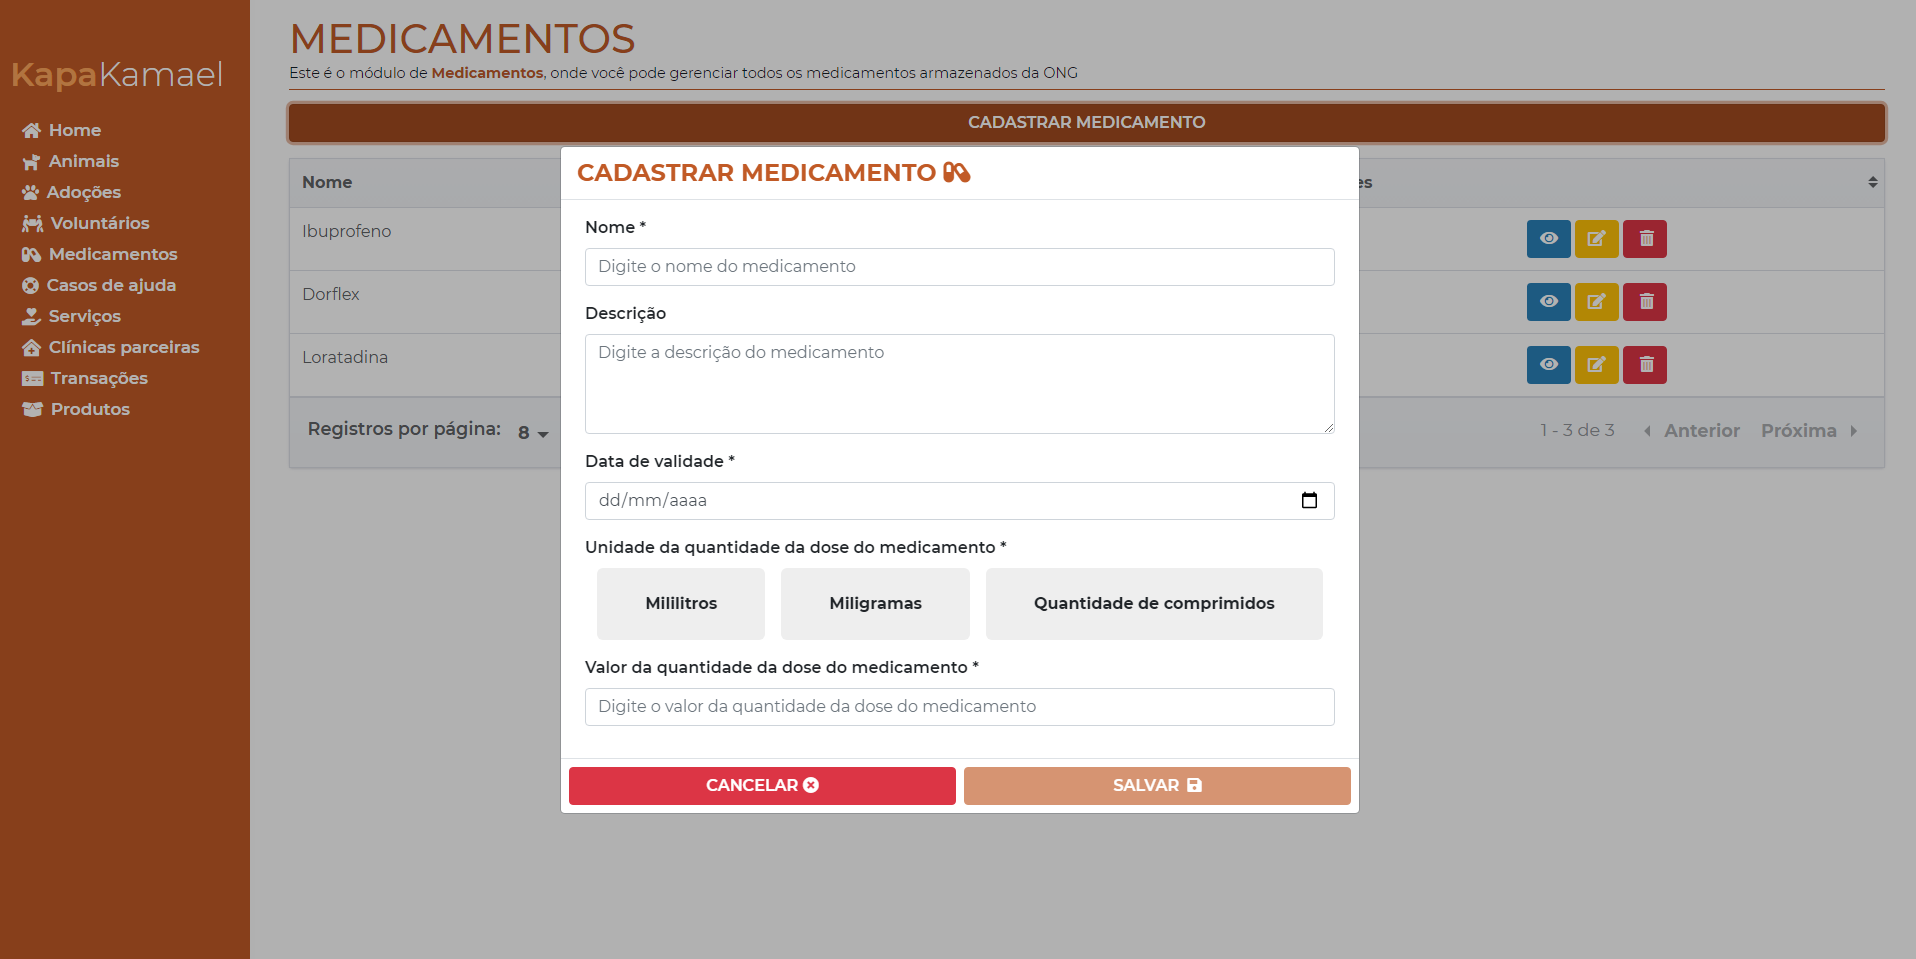 KapaKamael
Home
Animais
Adoções
Voluntários
Medicamentos
Casos de ajuda
Serviços
Clínicas parceiras
Transações
Produtos
MEDICAMENTOS
Este é o módulo de Medicamentos, onde você pode gerenciar todos os medicamentos armazenados da ONG
CADASTRAR MEDICAMENTO
Nome
Ibuprofeno
Dorflex
Loratadina
Registros por página: 8
1 - 3 de 3 Anterior Próxima
CADASTRAR MEDICAMENTO
Nome *
Digite o nome do medicamento
Descrição
Digite a descrição do medicamento
Data de validade *
dd/mm/aaaa
Unidade da quantidade da dose do medicamento *
Mililitros Miligramas Quantidade de comprimidos
Valor da quantidade da dose do medicamento *
Digite o valor da quantidade da dose do medicamento
CANCELAR SALVAR